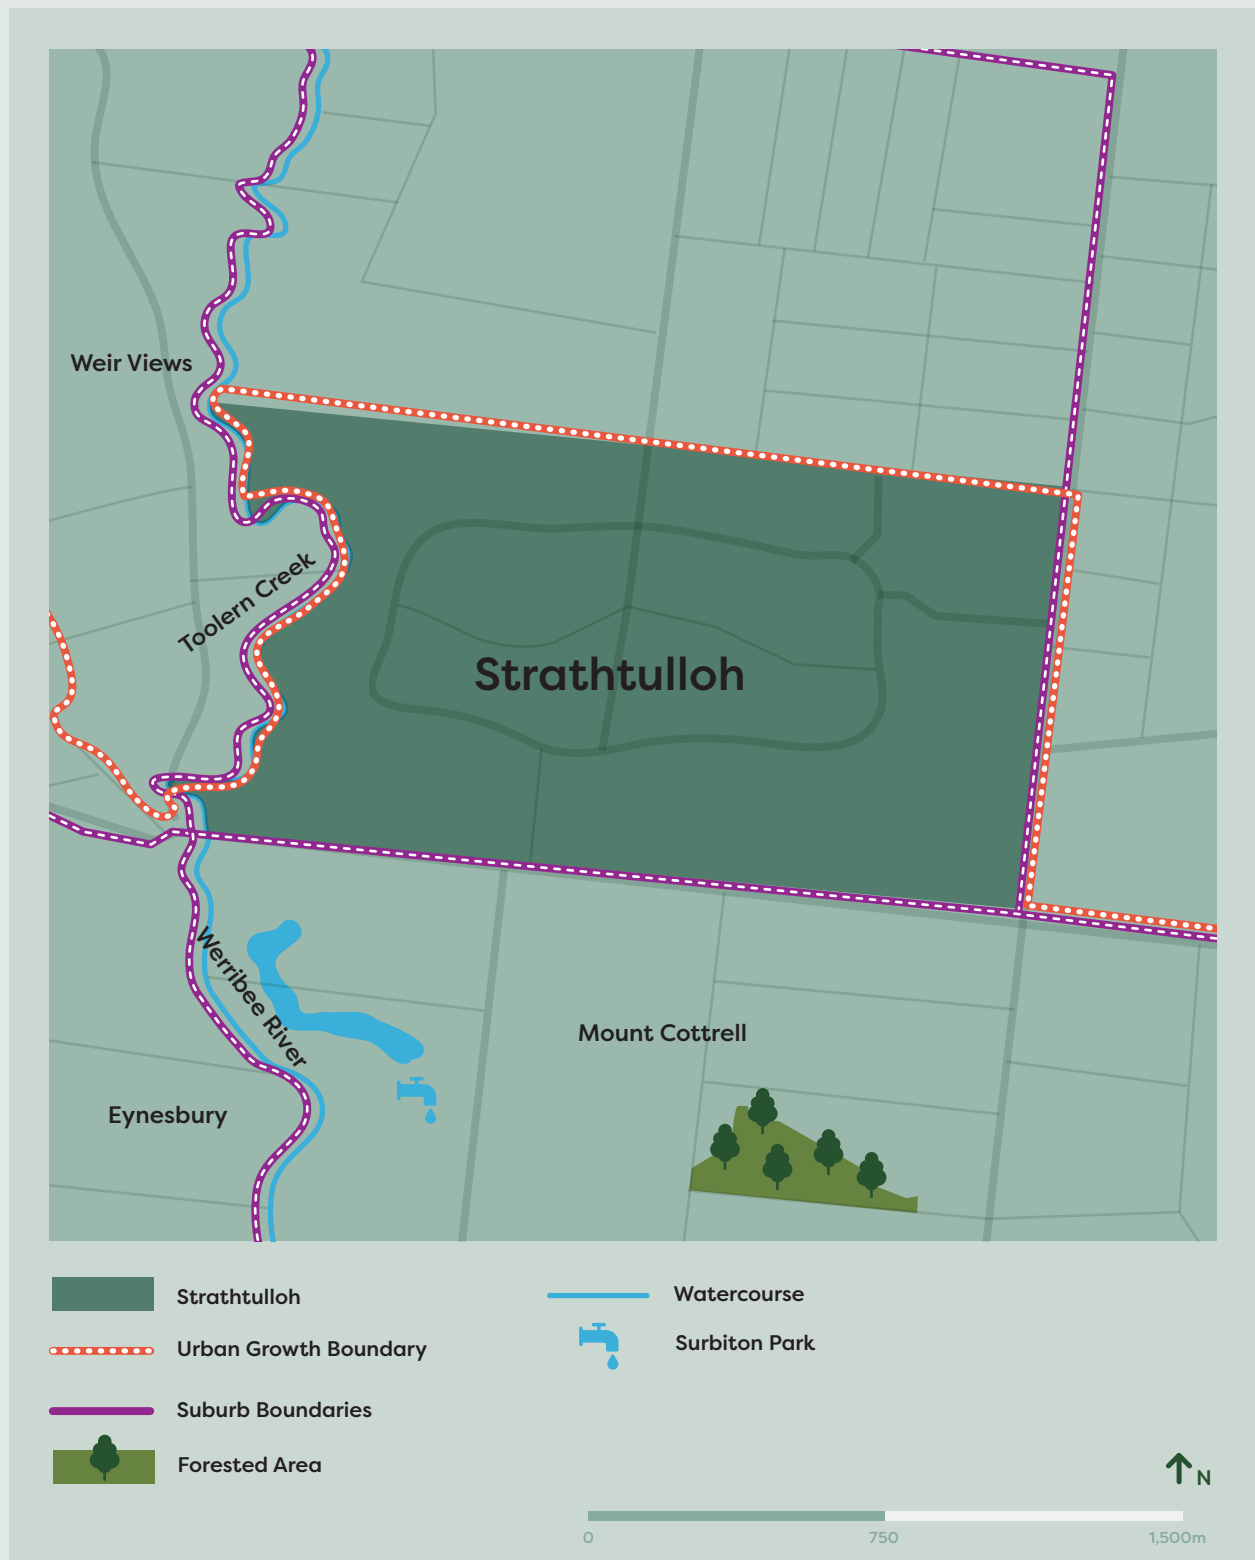 Weir Views
Toolern Creek
Strathtulloh
Werribee River
Mount Cottrell
Eynesbury
Strathtulloh
Urban Growth Boundary
Suburb Boundaries
Forested Area
Watercourse
Surbiton Park
N
0 750 1,500m